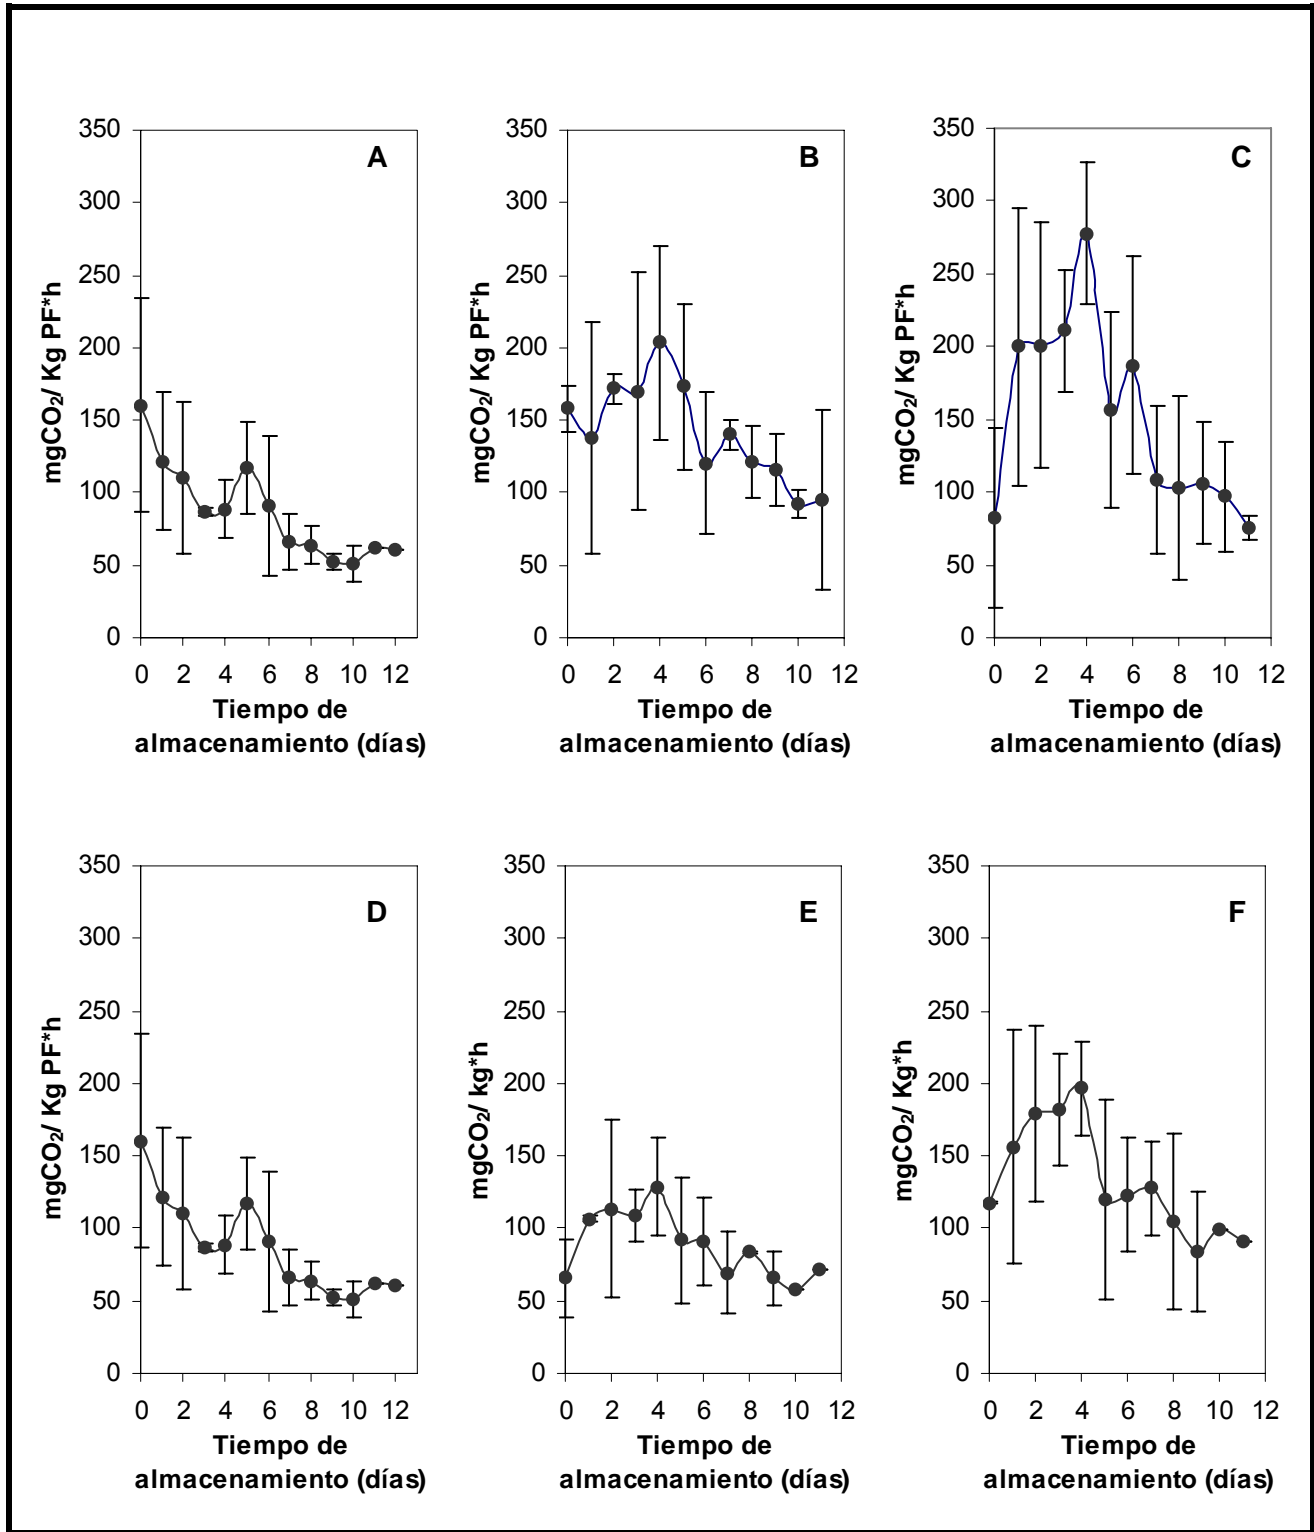 A
350
300
250
200
150
100
50
0
mgCO₂/ Kg PF*h
0 2 4 6 8 10 12
Tiempo de
almacenamiento (días)
B
350
300
250
200
150
100
50
0
mgCO₂/ Kg PF*h
0 2 4 6 8 10 12
Tiempo de
almacenamiento (días)
C
350
300
250
200
150
100
50
0
mgCO₂/ Kg PF*h
0 2 4 6 8 10 12
Tiempo de
almacenamiento (días)
D
350
300
250
200
150
100
50
0
mgCO₂/ Kg PF*h
0 2 4 6 8 10 12
Tiempo de
almacenamiento (días)
E
350
300
250
200
150
100
50
0
mgCO₂/ kg*h
0 2 4 6 8 10 12
Tiempo de
almacenamiento (días)
F
350
300
250
200
150
100
50
0
mgCO₂/ Kg*h
0 2 4 6 8 10 12
Tiempo de
almacenamiento (días)